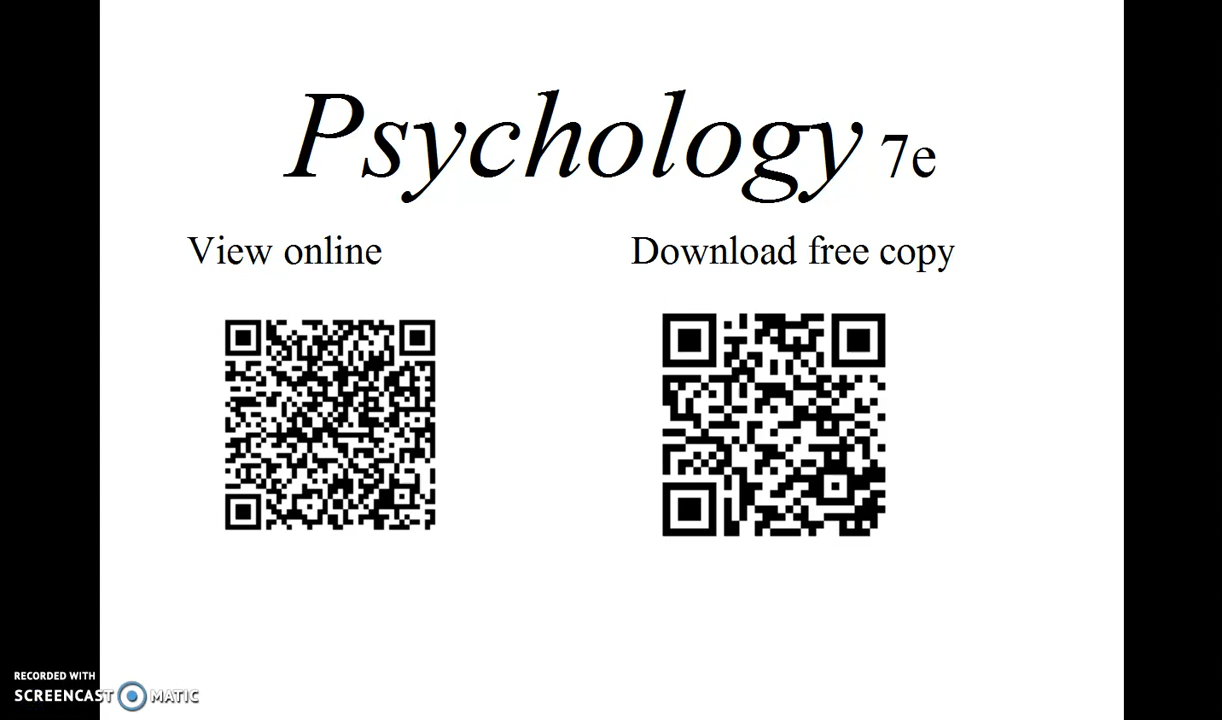 Psychology 7e
View online
Download free copy
RECORDED WITH
SCREENCAST MATIC